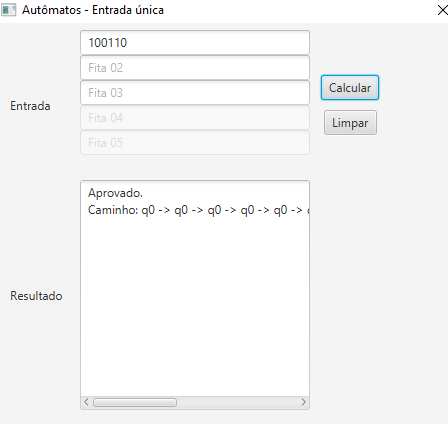 Autômatos - Entrada única
Entrada
100110
Fita 02
Fita 03
Fita 04
Fita 05
Calcular
Limpar
Resultado
Aprovado.
Caminho: q0 -> q0 -> q0 -> q0 -> q0 ->